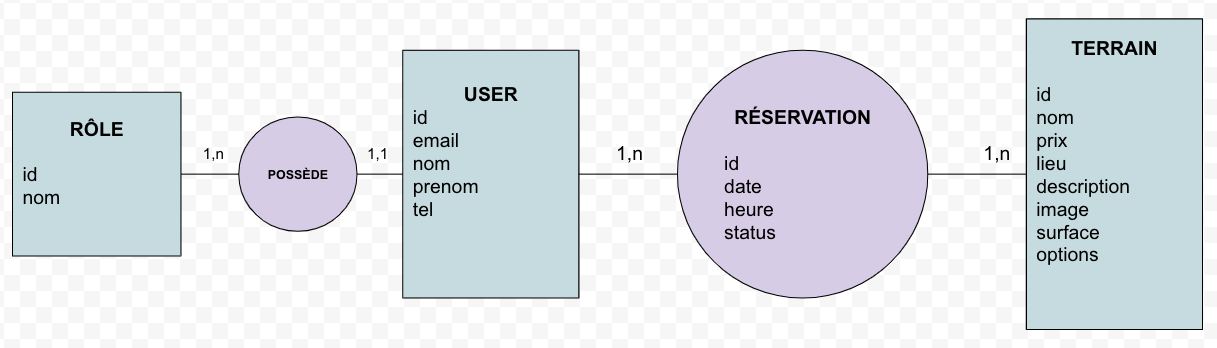 RÔLE
id
nom
1,n
POSSÈDE
1,1
USER
id
email
nom
prenom
tel
1,n
RÉSERVATION
id
date
heure
status
1,n
TERRAIN
id
nom
prix
lieu
description
image
surface
options